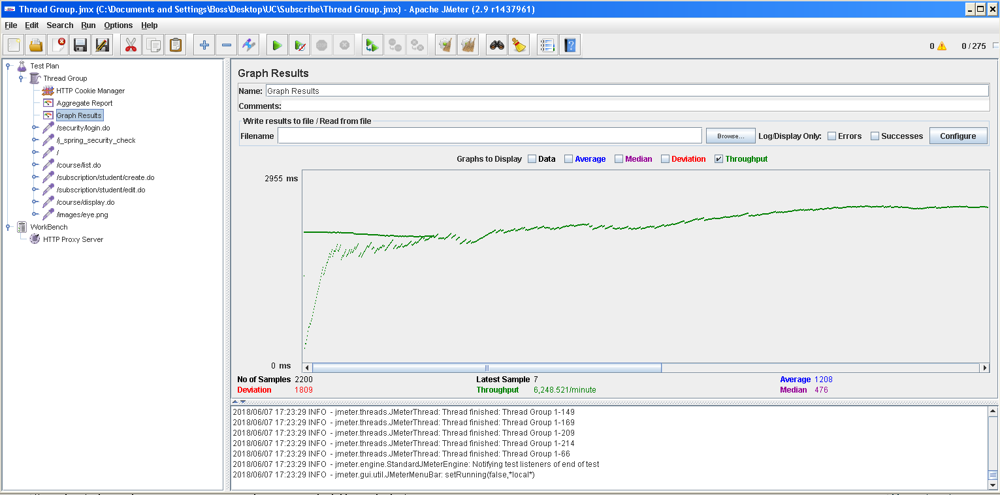 Thread Group.jmx (C:\Documents and Settings\Boss\Desktop\UC\Subscribe\Thread Group.jmx) - Apache JMeter (2.9 r1437961)
File Edit Search Run Options Help
0 0 / 275
Test Plan
Thread Group
HTTP Cookie Manager
Aggregate Report
Graph Results
/security/login.do
/j_spring_security_check
/
/course/list.do
/subscription/student/create.do
/subscription/student/edit.do
/course/display.do
/images/eye.png
WorkBench
HTTP Proxy Server
Graph Results
Name: Graph Results
Comments:
Write results to file / Read from file
Filename Browse... Log/Display Only: Errors Successes Configure
Graphs to Display Data Average Median Deviation Throughput
2955 ms
0 ms
No of Samples 2200 Latest Sample 7 Average 1208
Deviation 1809 Throughput 6,248.521/minute Median 476
2018/06/07 17:23:29 INFO - jmeter.threads.JMeterThread: Thread finished: Thread Group 1-149
2018/06/07 17:23:29 INFO - jmeter.threads.JMeterThread: Thread finished: Thread Group 1-169
2018/06/07 17:23:29 INFO - jmeter.threads.JMeterThread: Thread finished: Thread Group 1-209
2018/06/07 17:23:29 INFO - jmeter.threads.JMeterThread: Thread finished: Thread Group 1-214
2018/06/07 17:23:29 INFO - jmeter.threads.JMeterThread: Thread finished: Thread Group 1-66
2018/06/07 17:23:29 INFO - jmeter.engine.StandardJMeterEngine: Notifying test listeners of end of test
2018/06/07 17:23:29 INFO - jmeter.gui.util.JMeterMenuBar: setRunning(false,*local*)